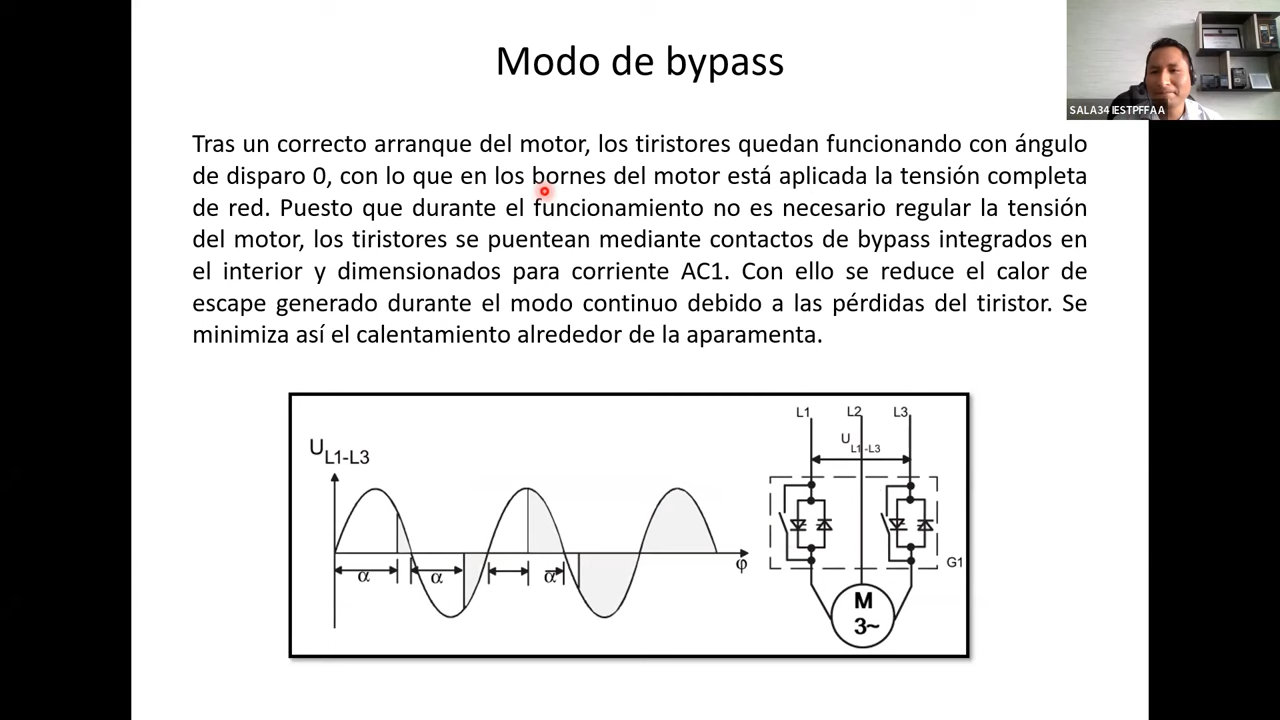 Modo de bypass
SALA34 IESTPFFAA A
Tras un correcto arranque del motor, los tiristores quedan funcionando con ángulo
de disparo 0, con lo que en los bornes del motor está aplicada la tensión completa
de red. Puesto que durante el funcionamiento no es necesario regular la tensión
del motor, los tiristores se puentean mediante contactos de bypass integrados en
el interior y dimensionados para corriente AC1. Con ello se reduce el calor de
escape generado durante el modo continuo debido a las pérdidas del tiristor. Se
minimiza así el calentamiento alrededor de la aparamenta.
U L1-L3
α
α
α
φ
L1 L2 L3
U L1-L3
G1
M
3~